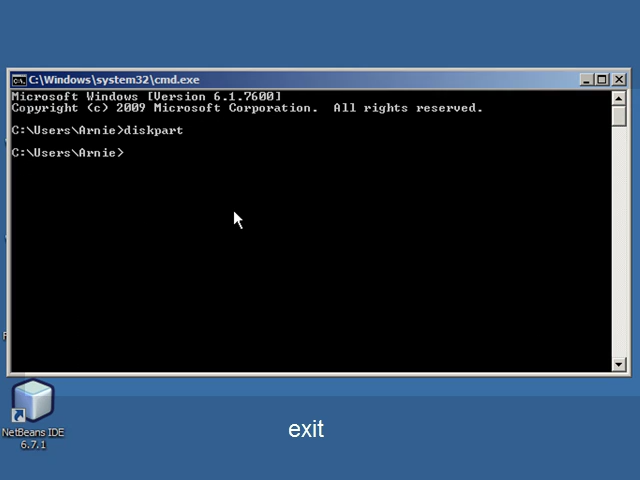 C:\Windows\system32\cmd.exe
Microsoft Windows [Version 6.1.7600]
Copyright (c) 2009 Microsoft Corporation.  All rights reserved.
C:\Users\Arnie>diskpart
C:\Users\Arnie>
NetBeans IDE
6.7.1
exit